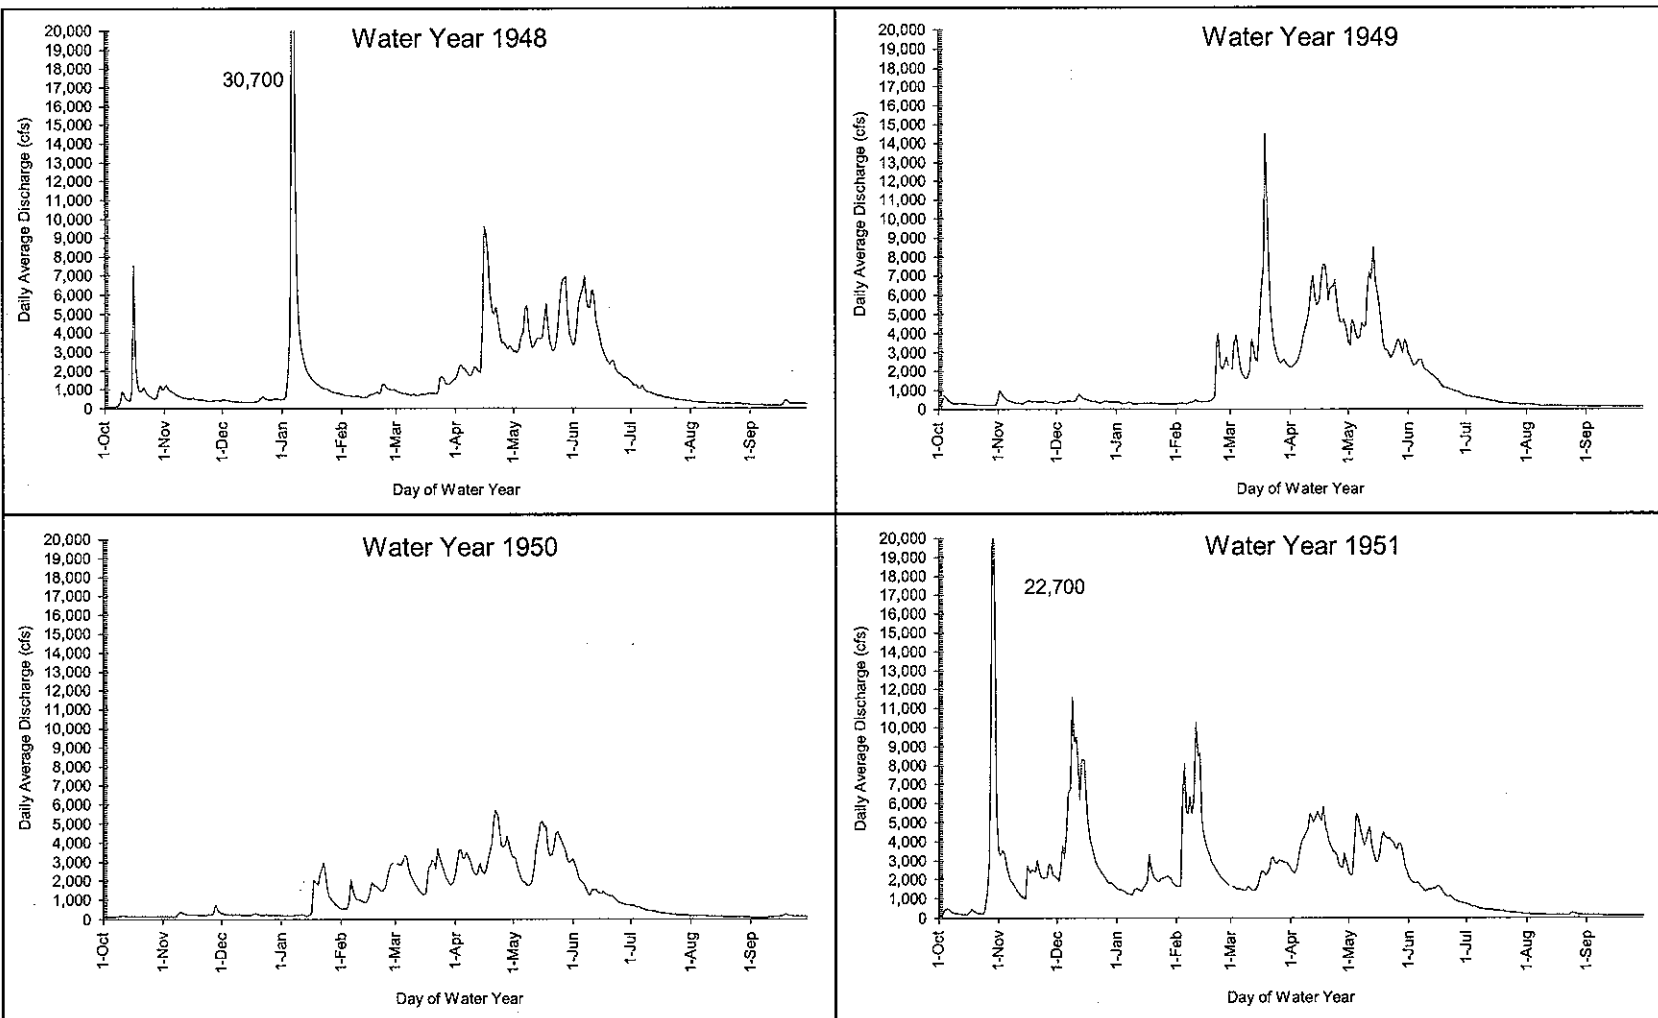 Water Year 1948
30,700
Daily Average Discharge (cfs)
20,000
19,000
18,000
17,000
16,000
15,000
14,000
13,000
12,000
11,000
10,000
9,000
8,000
7,000
6,000
5,000
4,000
3,000
2,000
1,000
0
1-Oct
1-Nov
1-Dec
1-Jan
1-Feb
1-Mar
1-Apr
1-May
1-Jun
1-Jul
1-Aug
1-Sep
Day of Water Year
Water Year 1949
Daily Average Discharge (cfs)
20,000
19,000
18,000
17,000
16,000
15,000
14,000
13,000
12,000
11,000
10,000
9,000
8,000
7,000
6,000
5,000
4,000
3,000
2,000
1,000
0
1-Oct
1-Nov
1-Dec
1-Jan
1-Feb
1-Mar
1-Apr
1-May
1-Jun
1-Jul
1-Aug
1-Sep
Day of Water Year
Water Year 1950
Daily Average Discharge (cfs)
20,000
19,000
18,000
17,000
16,000
15,000
14,000
13,000
12,000
11,000
10,000
9,000
8,000
7,000
6,000
5,000
4,000
3,000
2,000
1,000
0
1-Oct
1-Nov
1-Dec
1-Jan
1-Feb
1-Mar
1-Apr
1-May
1-Jun
1-Jul
1-Aug
1-Sep
Day of Water Year
Water Year 1951
22,700
Daily Average Discharge (cfs)
20,000
19,000
18,000
17,000
16,000
15,000
14,000
13,000
12,000
11,000
10,000
9,000
8,000
7,000
6,000
5,000
4,000
3,000
2,000
1,000
0
1-Oct
1-Nov
1-Dec
1-Jan
1-Feb
1-Mar
1-Apr
1-May
1-Jun
1-Jul
1-Aug
1-Sep
Day of Water Year